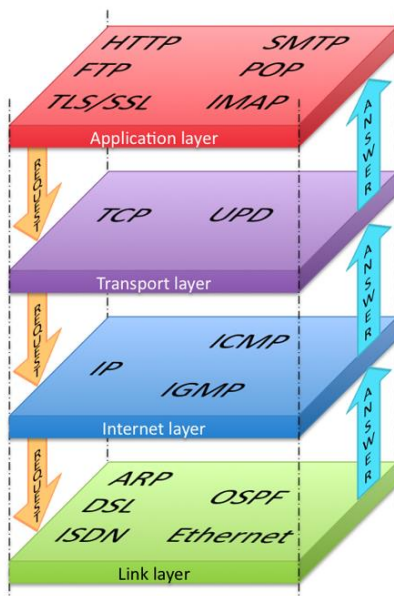 HTTP SMTP
FTP POP
TLS/SSL IMAP
Application layer
REQUEST
ANSWER
TCP UPD
Transport layer
REQUEST
ANSWER
ICMP
IP
IGMP
Internet layer
REQUEST
ANSWER
ARP
DSL OSPF
ISDN Ethernet
Link layer